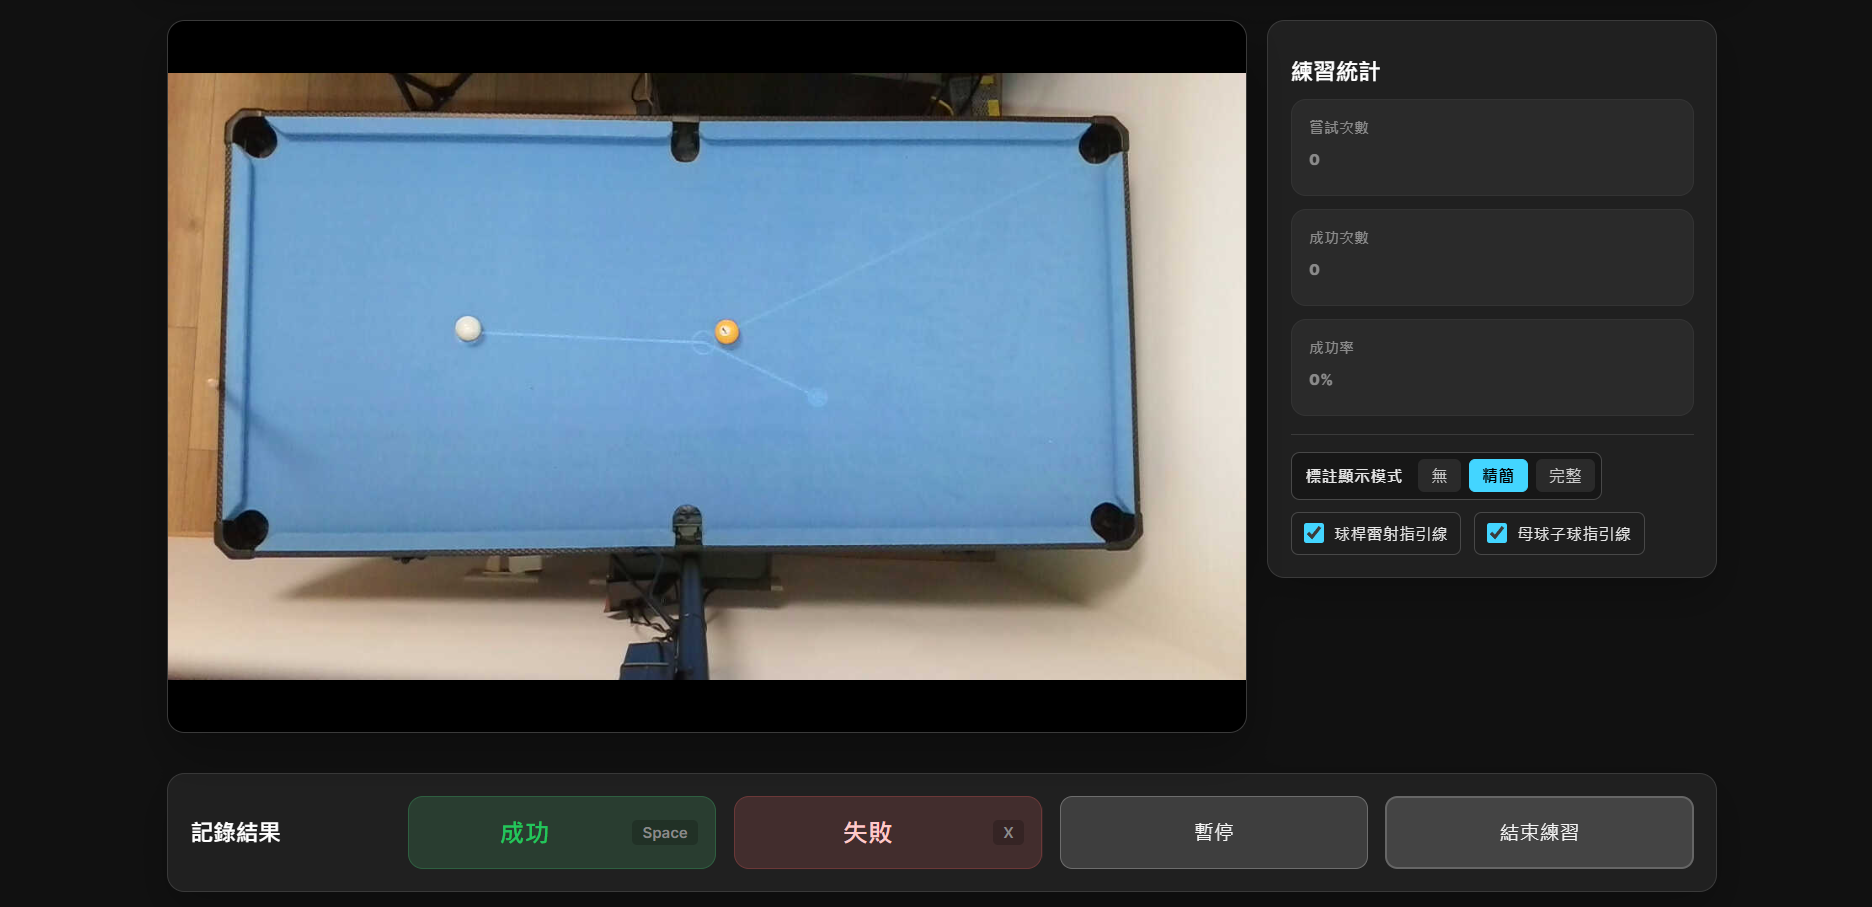 練習統計
嘗試次數
0
成功次數
0
成功率
0%
標註顯示模式 無 精簡 完整
球桿雷射指引線 母球子球指引線
記錄結果 成功 Space 失敗 X 暫停 結束練習